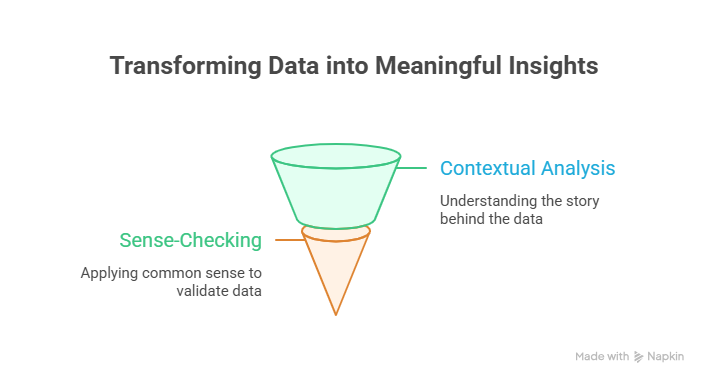 Transforming Data into Meaningful Insights
Contextual Analysis
Understanding the story
behind the data
Sense-Checking
Applying common sense to
validate data
Made with Napkin